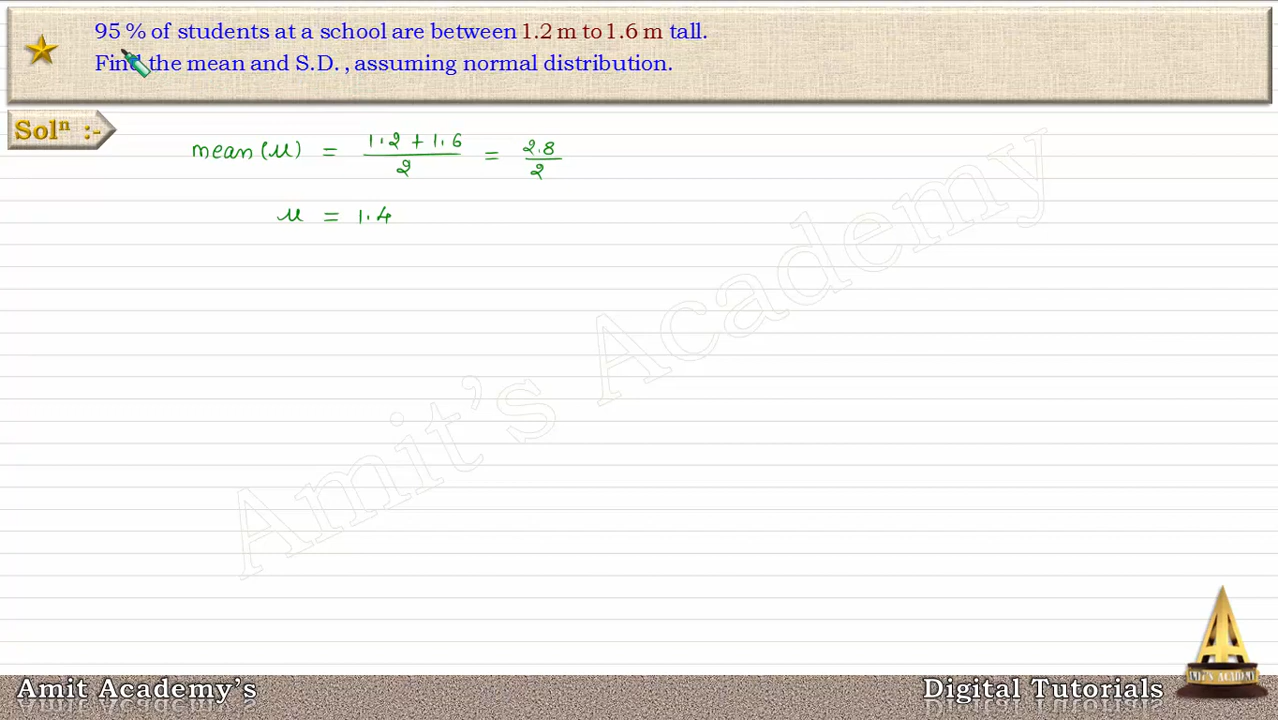 95 % of students at a school are between 1.2 m to 1.6 m tall.
Find the mean and S.D. , assuming normal distribution.
Solⁿ :-
mean (μ) = (1.2 + 1.6)/2 = 2.8/2
μ = 1.4
Amit's Academy
AMIT'S ACADEMY
Amit Academy's
Digital Tutorials